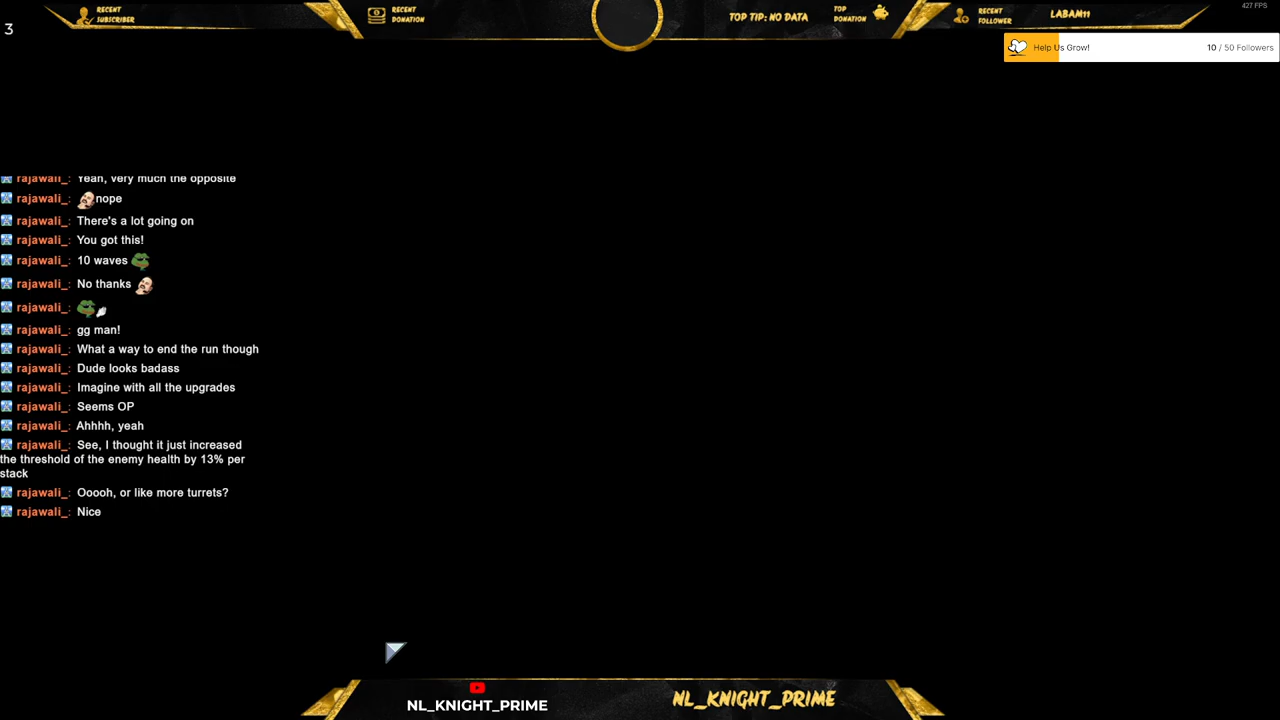 RECENT
SUBSCRIBER
RECENT
DONATION
TOP TIP: NO DATA
TOP
DONATION
RECENT
FOLLOWER
LABAM11
427 FPS
3
Help Us Grow!
10 / 50 Followers
rajawali_: Yeah, very much the opposite
rajawali_: nope
rajawali_: There's a lot going on
rajawali_: You got this!
rajawali_: 10 waves
rajawali_: No thanks
rajawali_:
rajawali_: gg man!
rajawali_: What a way to end the run though
rajawali_: Dude looks badass
rajawali_: Imagine with all the upgrades
rajawali_: Seems OP
rajawali_: Ahhhh, yeah
rajawali_: See, I thought it just increased
the threshold of the enemy health by 13% per
stack
rajawali_: Ooooh, or like more turrets?
rajawali_: Nice
NL_KNIGHT_PRIME
NL_KNIGHT_PRIME